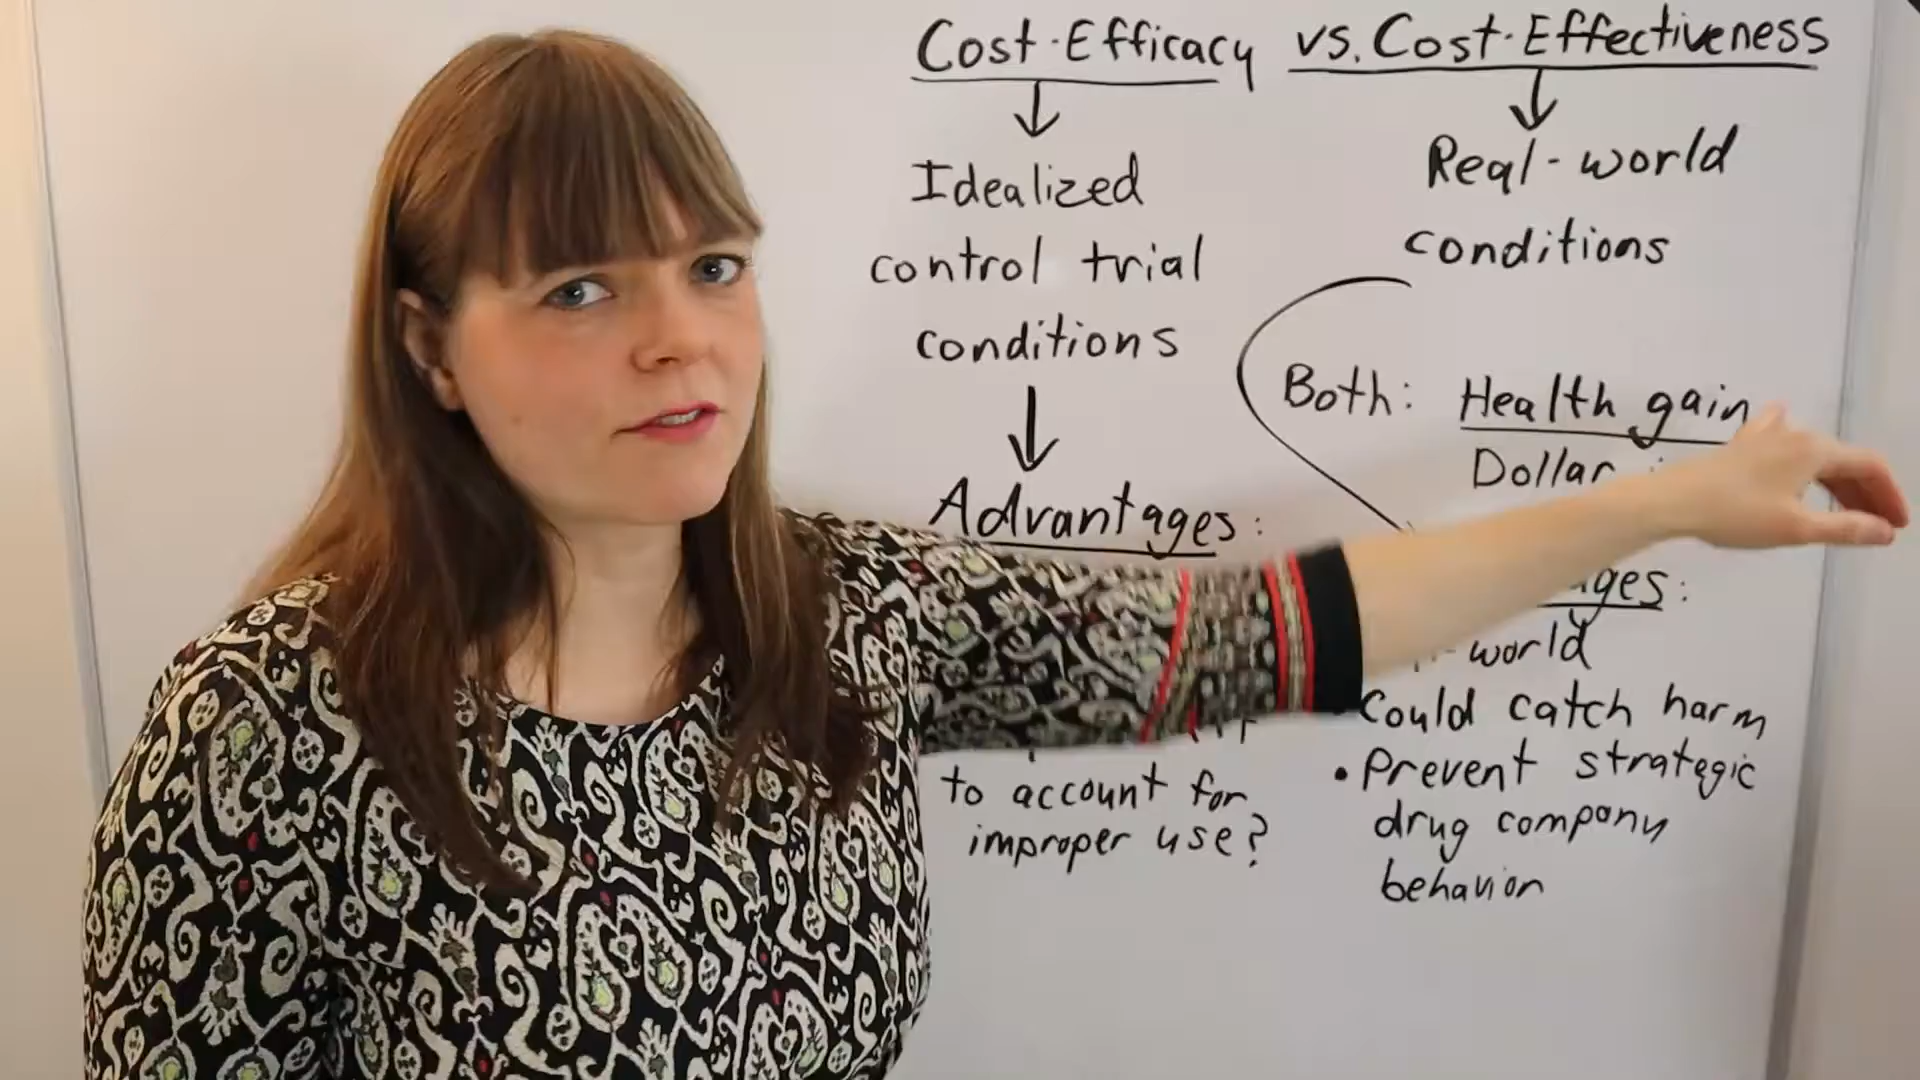 Cost-Efficacy vs. Cost-Effectiveness
Idealized
control trial
conditions
Advantages:
to account for
improper use?
Real-world
conditions
Both: Health gain
Dollar
world
Could catch harm
• Prevent strategic
drug company
behavior